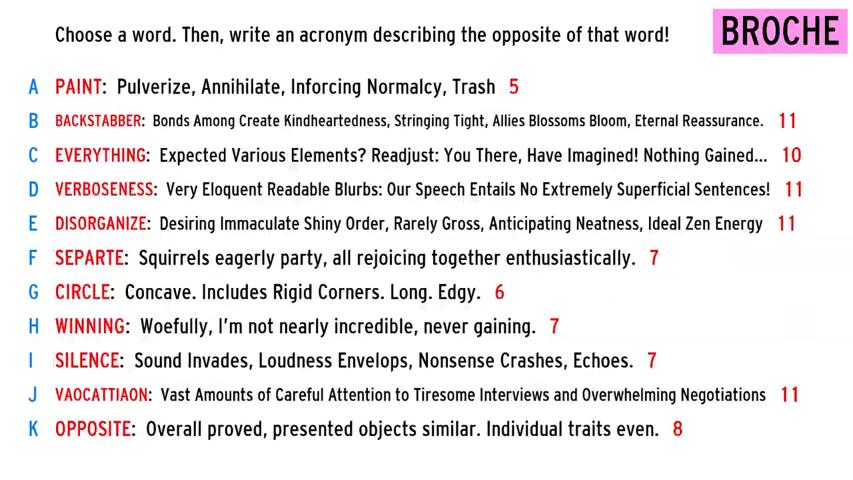 Choose a word. Then, write an acronym describing the opposite of that word!
BROCHE
A PAINT: Pulverize, Annihilate, Inforcing Normalcy, Trash 5
B BACKSTABBER: Bonds Among Create Kindheartedness, Stringing Tight, Allies Blossoms Bloom, Eternal Reassurance. 11
C EVERYTHING: Expected Various Elements? Readjust: You There, Have Imagined! Nothing Gained... 10
D VERBOSENESS: Very Eloquent Readable Blurbs: Our Speech Entails No Extremely Superficial Sentences! 11
E DISORGANIZE: Desiring Immaculate Shiny Order, Rarely Gross, Anticipating Neatness, Ideal Zen Energy 11
F SEPARTE: Squirrels eagerly party, all rejoicing together enthusiastically. 7
G CIRCLE: Concave. Includes Rigid Corners. Long. Edgy. 6
H WINNING: Woefully, I'm not nearly incredible, never gaining. 7
I SILENCE: Sound Invades, Loudness Envelops, Nonsense Crashes, Echoes. 7
J VAOCATTIAON: Vast Amounts of Careful Attention to Tiresome Interviews and Overwhelming Negotiations 11
K OPPOSITE: Overall proved, presented objects similar. Individual traits even. 8